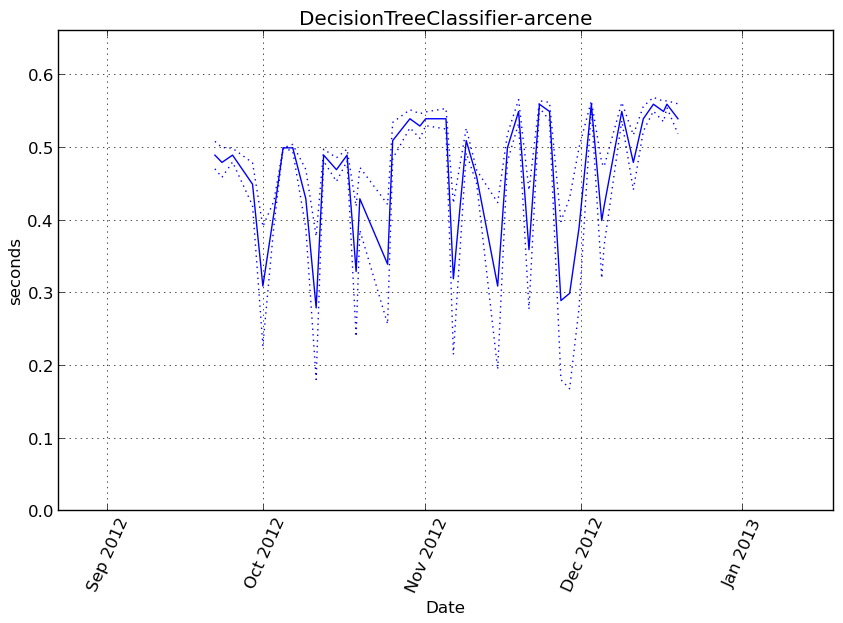 DecisionTreeClassifier-arcene
0.6
0.5
0.4
0.3
0.2
0.1
0.0
seconds
Sep 2012
Oct 2012
Nov 2012
Dec 2012
Jan 2013
Date